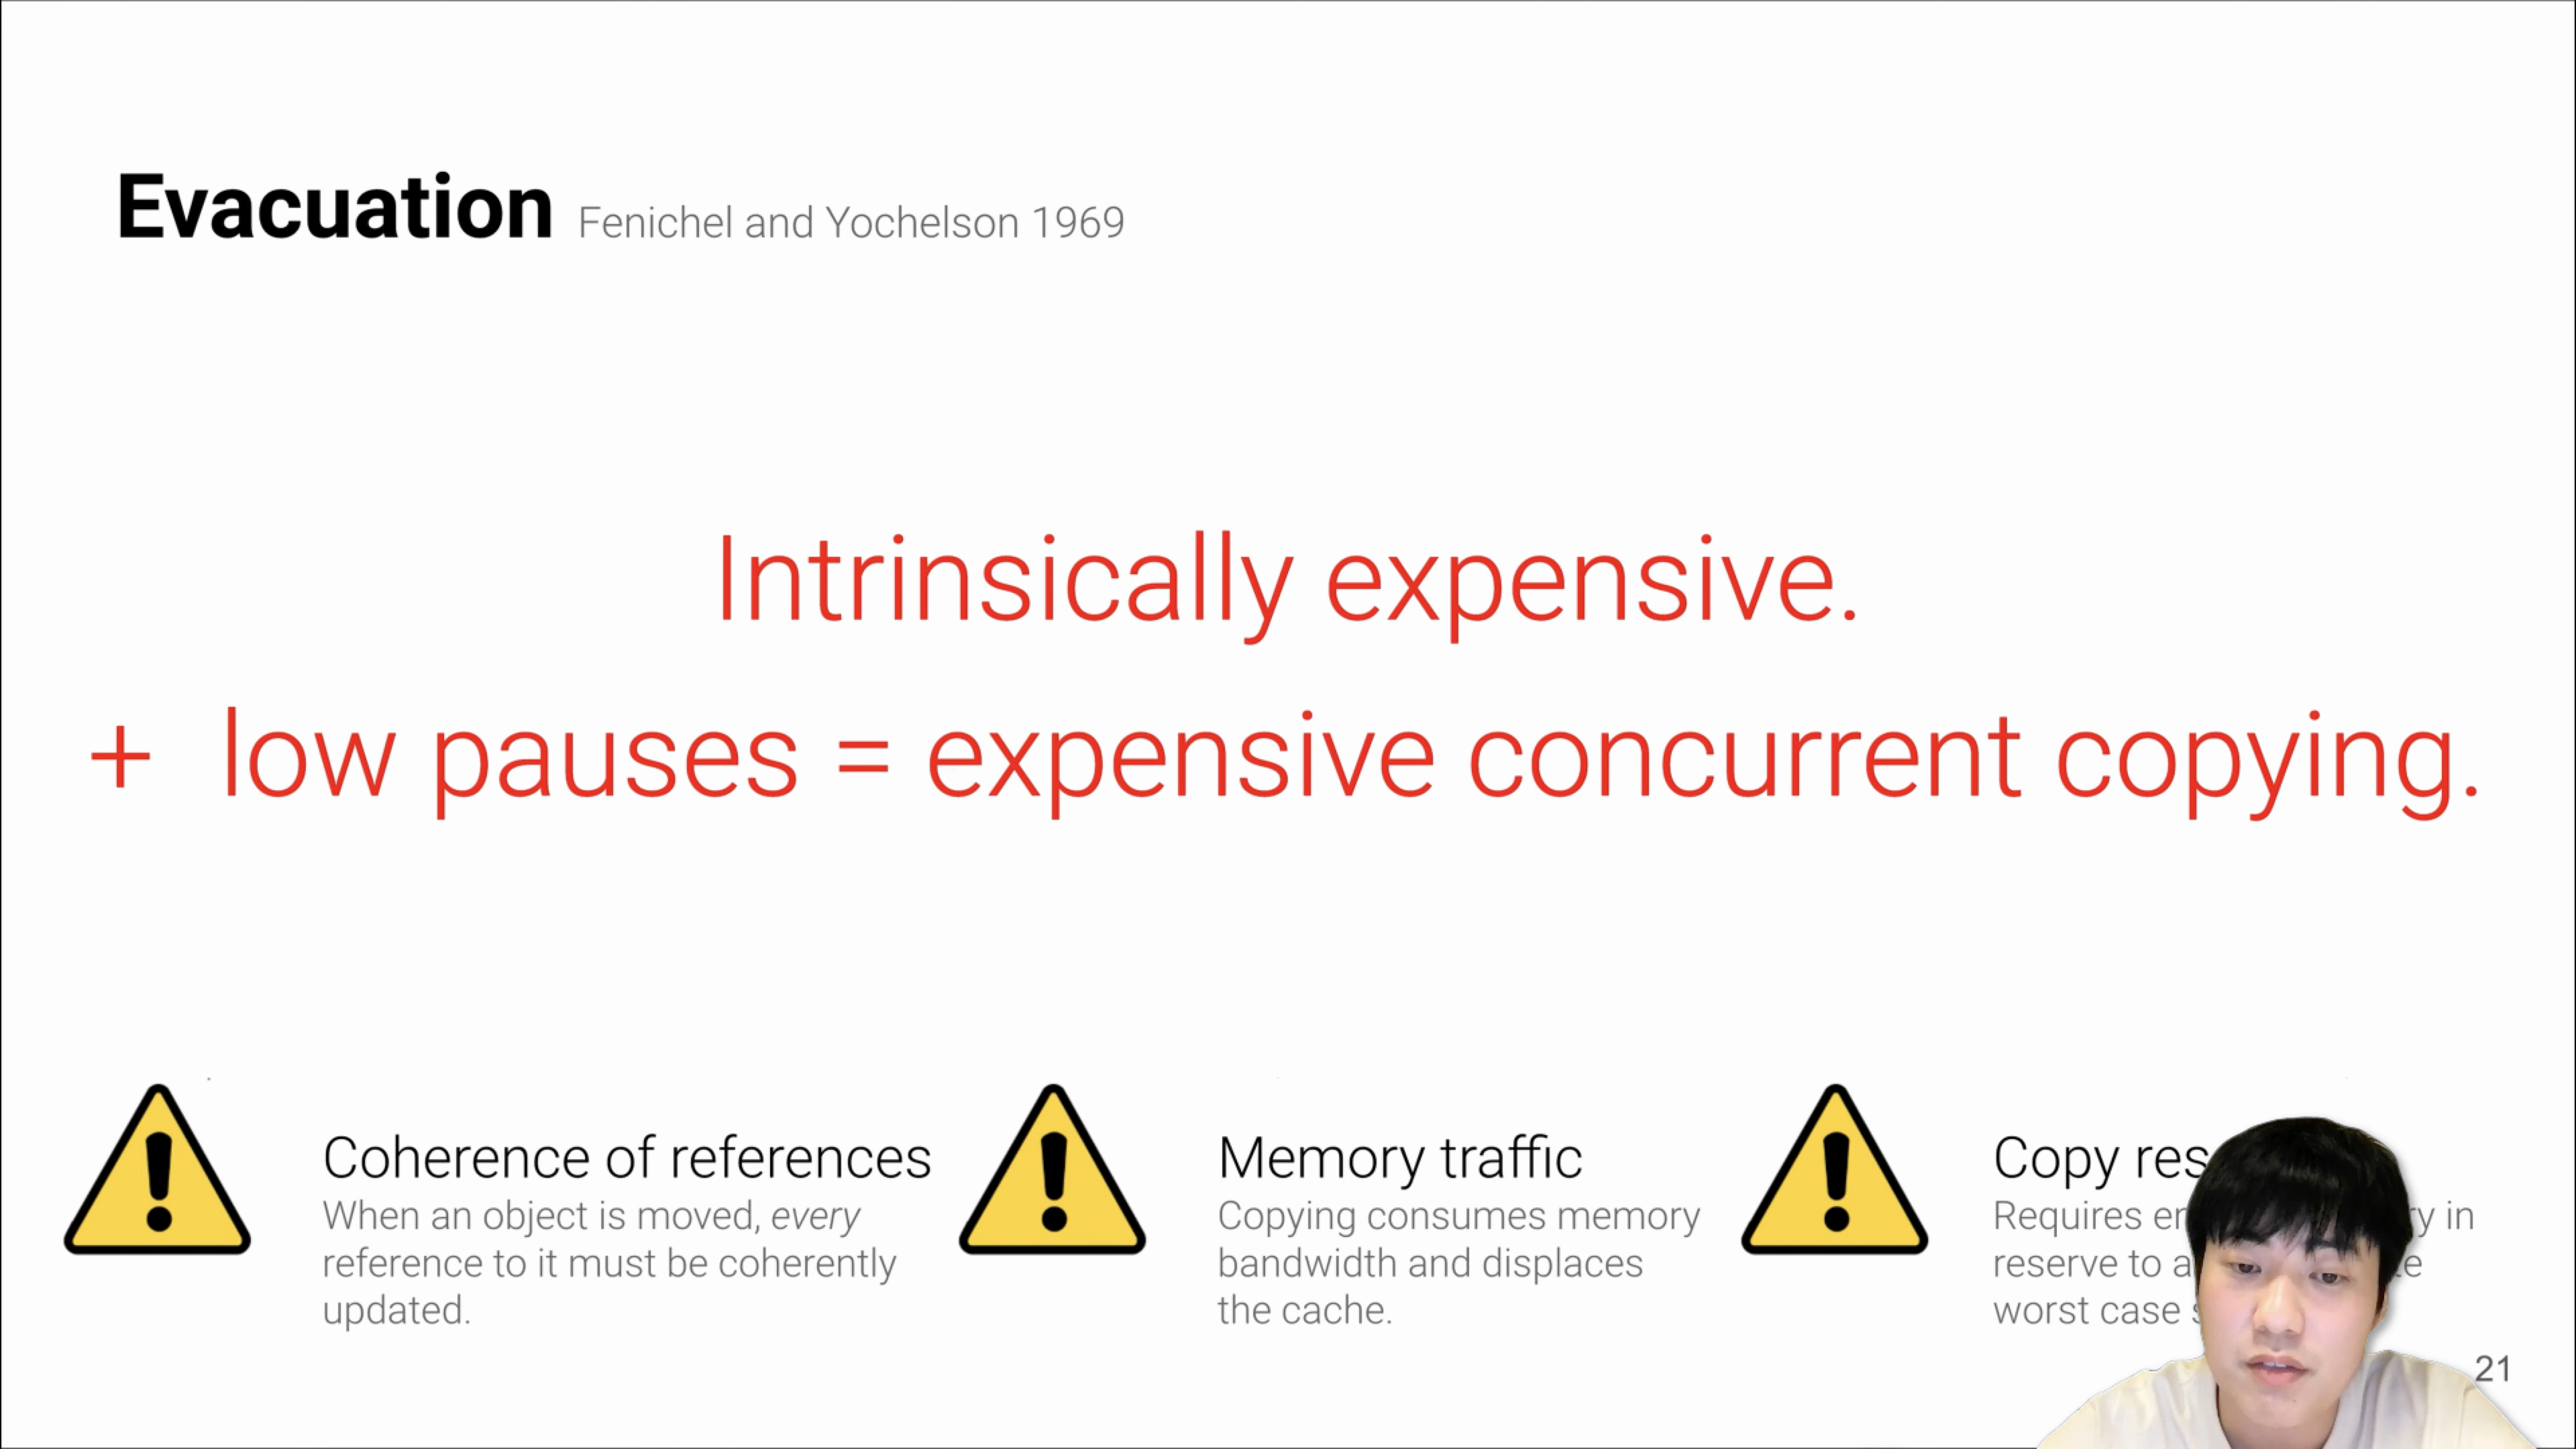 Evacuation Fenichel and Yochelson 1969
Intrinsically expensive.
+ low pauses = expensive concurrent copying.
Coherence of references
When an object is moved, every
reference to it must be coherently
updated.
Memory traffic
Copying consumes memory
bandwidth and displaces
the cache.
Copy
Requires in
reserve to
worst case
21